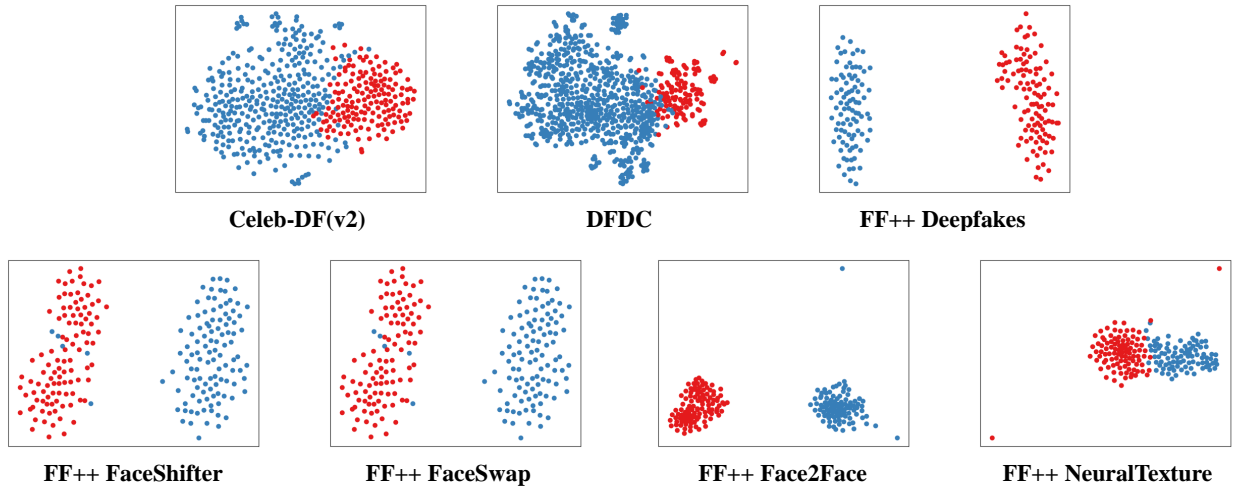 Celeb-DF(v2)
DFDC
FF++ Deepfakes
FF++ FaceShifter
FF++ FaceSwap
FF++ Face2Face
FF++ NeuralTexture